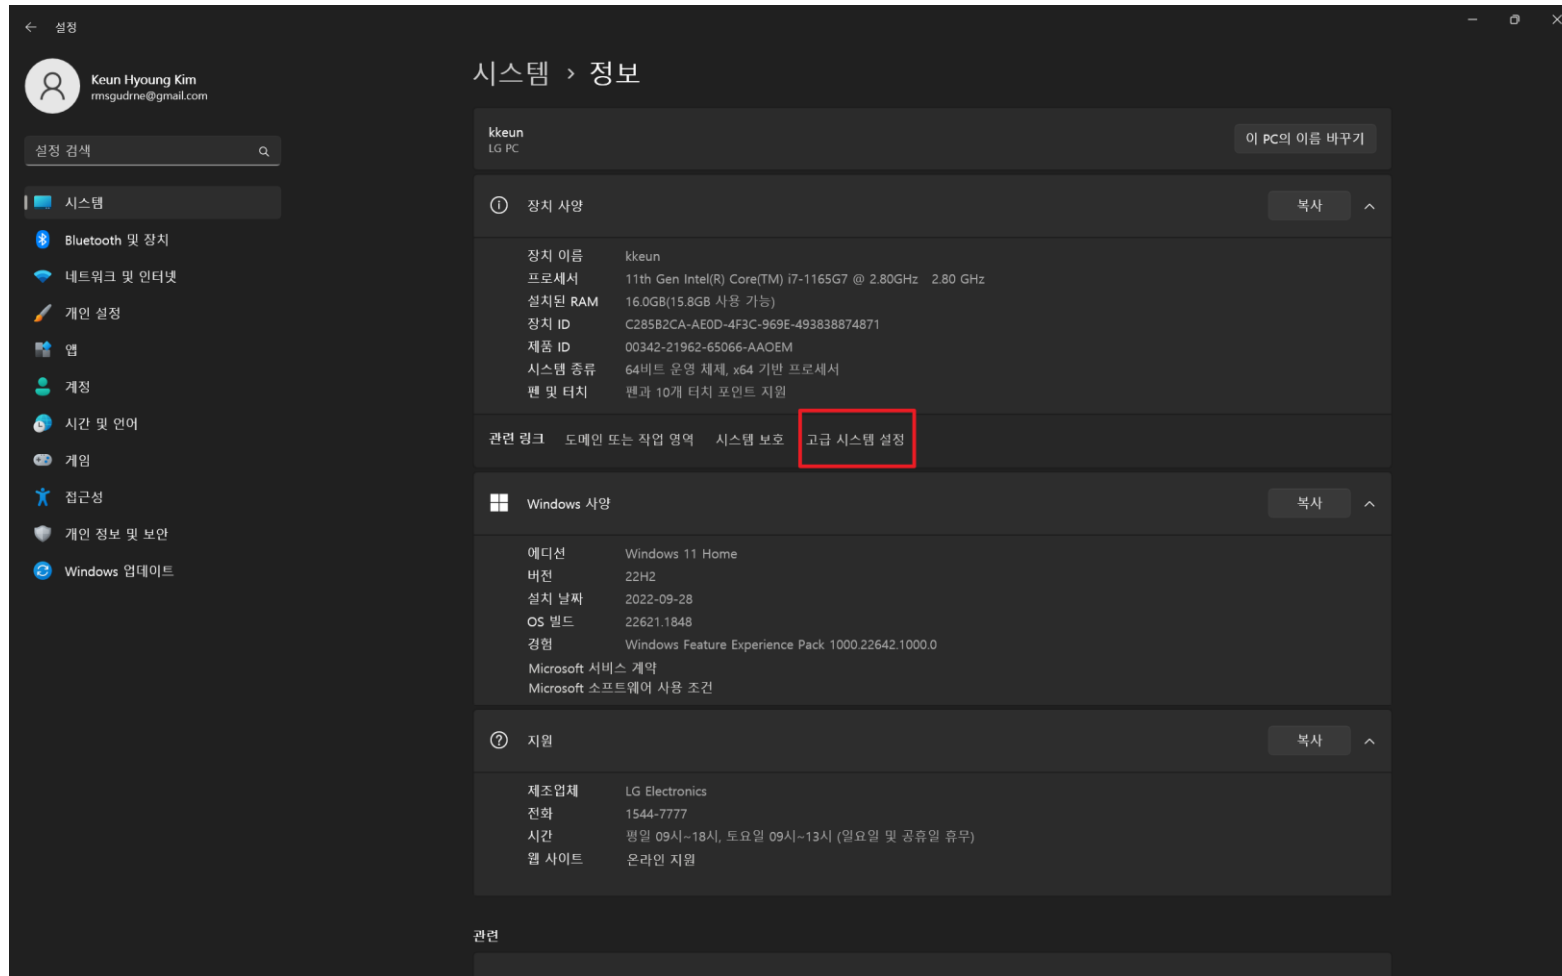 설정
Keun Hyoung Kim
rmsgudrne@gmail.com
설정 검색
시스템
Bluetooth 및 장치
네트워크 및 인터넷
개인 설정
앱
계정
시간 및 언어
게임
접근성
개인 정보 및 보안
Windows 업데이트
시스템 › 정보
kkeun
LG PC
이 PC의 이름 바꾸기
장치 사양 복사
장치 이름 kkeun
프로세서 11th Gen Intel(R) Core(TM) i7-1165G7 @ 2.80GHz 2.80 GHz
설치된 RAM 16.0GB(15.8GB 사용 가능)
장치 ID C285B2CA-AE0D-4F3C-969E-493838874871
제품 ID 00342-21962-65066-AAOEM
시스템 종류 64비트 운영 체제, x64 기반 프로세서
펜 및 터치 펜과 10개 터치 포인트 지원
관련 링크 도메인 또는 작업 영역 시스템 보호 고급 시스템 설정
Windows 사양 복사
에디션 Windows 11 Home
버전 22H2
설치 날짜 2022-09-28
OS 빌드 22621.1848
경험 Windows Feature Experience Pack 1000.22642.1000.0
Microsoft 서비스 계약
Microsoft 소프트웨어 사용 조건
지원 복사
제조업체 LG Electronics
전화 1544-7777
시간 평일 09시~18시, 토요일 09시~13시 (일요일 및 공휴일 휴무)
웹 사이트 온라인 지원
관련